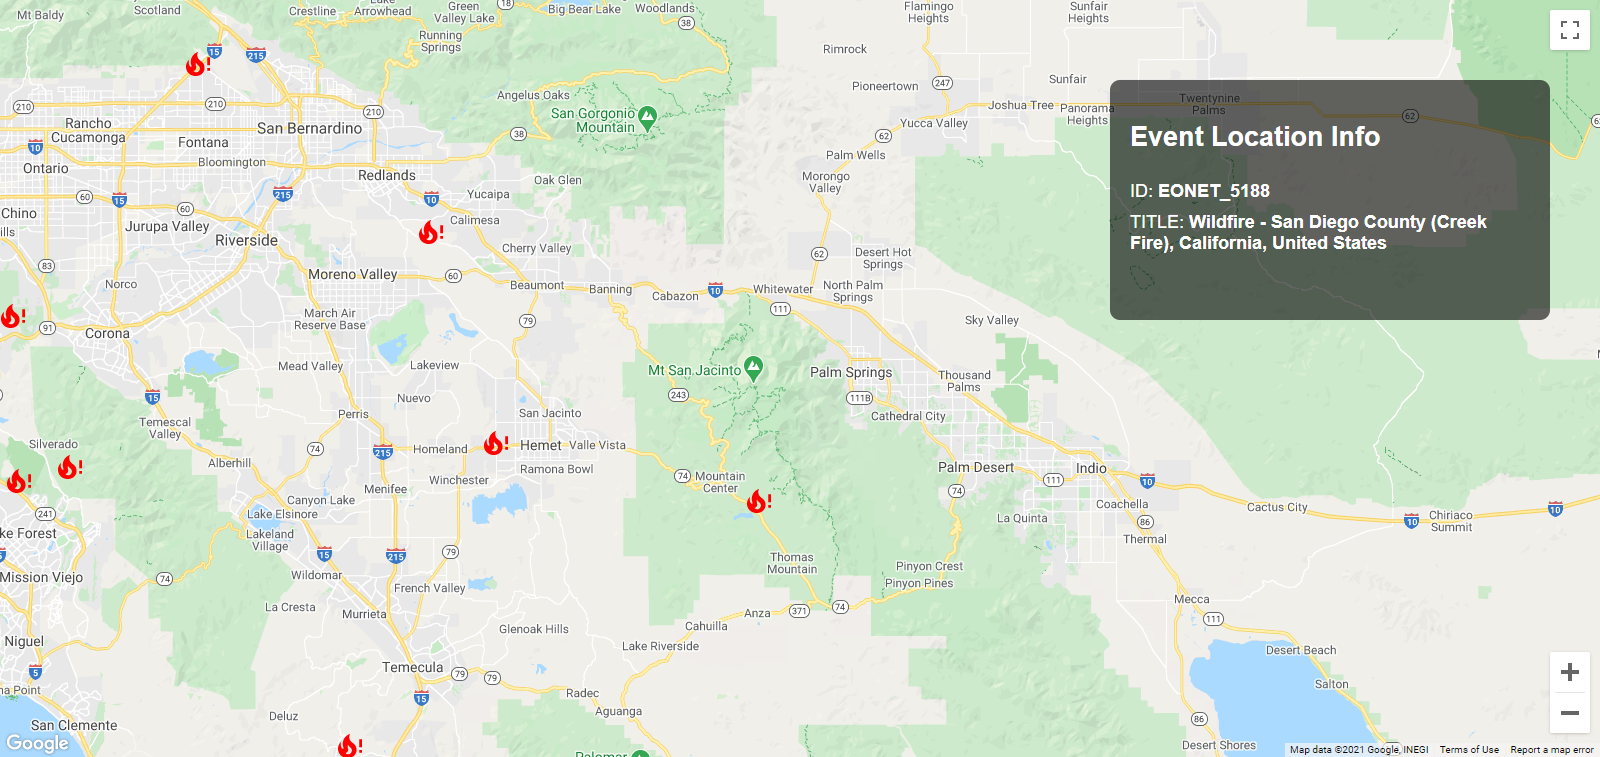 Mt Baldy
Scotland
Crestline
Lake
Arrowhead
Green
Valley Lake
18
Big Bear Lake
Woodlands
38
Flamingo
Heights
Sunfair
Heights
Running
Springs
Rimrock
15
215
Sunfair
Pioneertown
247
Angelus Oaks
210
210
210
San Gorgonio
Mountain
Joshua Tree
Panorama
Heights
Twentynine
Palms
62
62
Rancho
Cucamonga
San Bernardino
38
Yucca Valley
62
Event Location Info
10
Fontana
10
Bloomington
Palm Wells
Ontario
Redlands
Morongo
Valley
Oak Glen
ID: EONET_5188
60
15
215
10
Yucaipa
Chino
60
Calimesa
TITLE: Wildfire - San Diego County (Creek
Fire), California, United States
ills
Jurupa Valley
Riverside
Cherry Valley
62
Desert Hot
Springs
83
Moreno Valley
60
Norco
Beaumont
Banning
Cabazon
10
Whitewater
North Palm
Springs
111
March Air
Reserve Base
79
Sky Valley
91
Corona
Mead Valley
Lakeview
Mt San Jacinto
Palm Springs
Thousand
Palms
15
Nuevo
243
111B
Perris
San Jacinto
Cathedral City
Temescal
Valley
Silverado
74
215
Homeland
Hemet
Valle Vista
Alberhill
Ramona Bowl
Palm Desert
Indio
Winchester
74
Mountain
Center
111
10
Menifee
74
Canyon Lake
Coachella
Cactus City
10
241
Lake Elsinore
La Quinta
86
10
Chiriaco
Summit
ke Forest
Lakeland
Village
Thermal
5
15
215
79
Thomas
Mountain
Pinyon Crest
Mission Viejo
74
Wildomar
French Valley
Pinyon Pines
La Cresta
Murrieta
Anza
371
74
Mecca
111
Cahuilla
Glenoak Hills
Niguel
Lake Riverside
Desert Beach
5
Temecula
79
79
Salton
na Point
15
Radec
San Clemente
Deluz
Aguanga
86
Desert Shores
Palomar
Google
Map data ©2021 Google, INEGI
Terms of Use
Report a map error